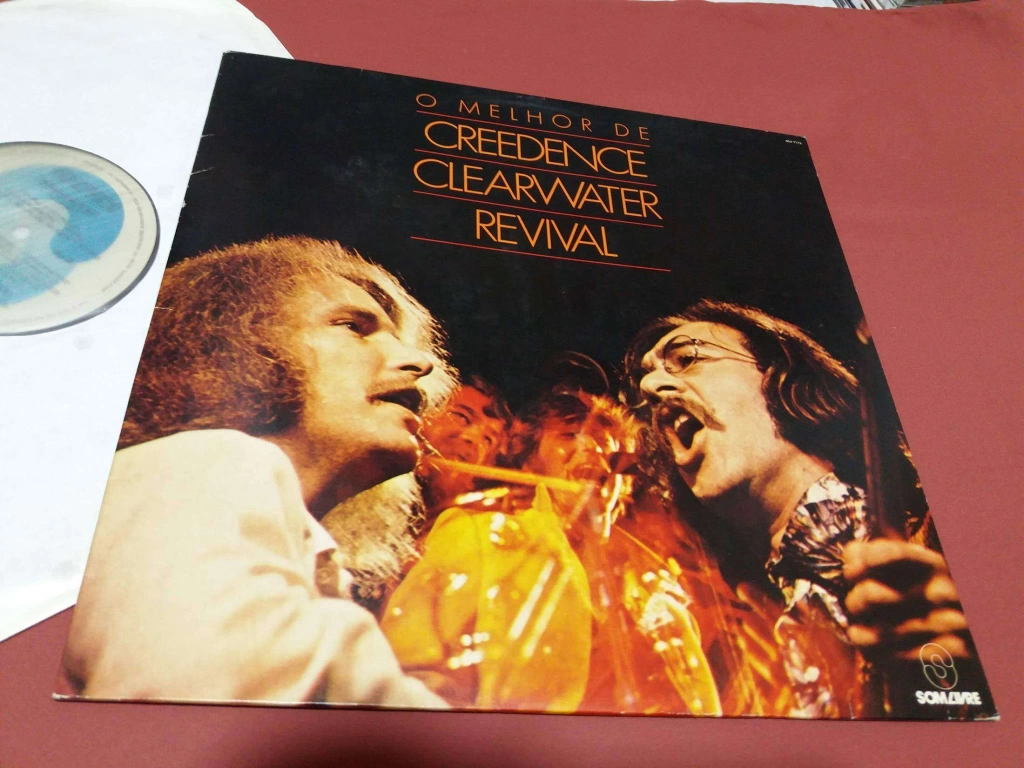 O MELHOR DE
CREEDENCE
CLEARWATER
REVIVAL
SOM LIVRE